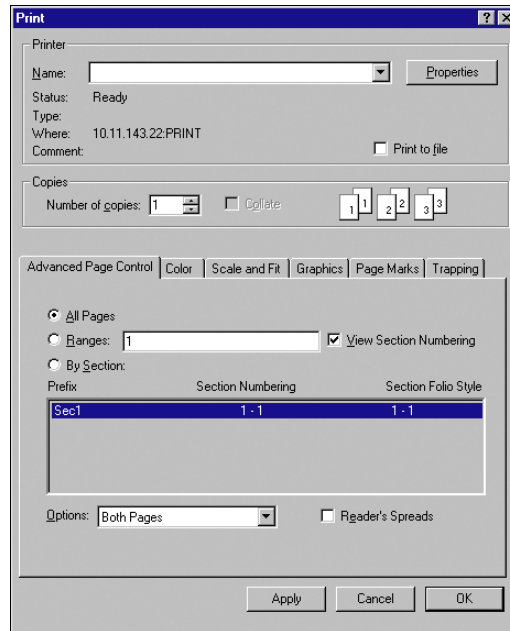 Print
Printer
Name:
Properties
Status: Ready
Type:
Where: 10.11.143.22:PRINT
Comment:
Print to file
Copies
Number of copies: 1
Collate
1 1 2 2 3 3
Advanced Page Control Color Scale and Fit Graphics Page Marks Trapping
All Pages
Ranges: 1 View Section Numbering
By Section:
Prefix Section Numbering Section Folio Style
Sec1 1 - 1 1 - 1
Options: Both Pages Reader's Spreads
Apply Cancel OK